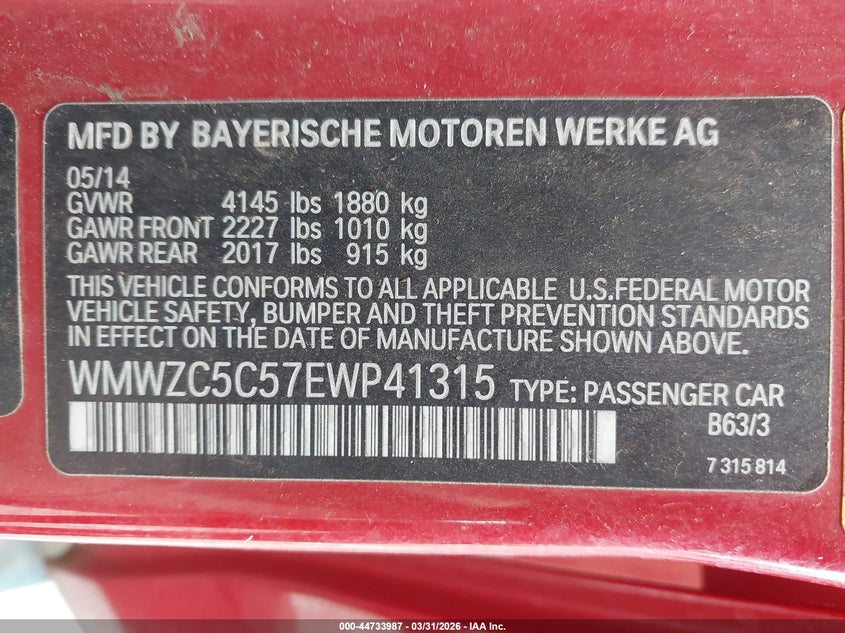 MFD BY BAYERISCHE MOTOREN WERKE AG
05/14
GVWR 4145 lbs 1880 kg
GAWR FRONT 2227 lbs 1010 kg
GAWR REAR 2017 lbs 915 kg
THIS VEHICLE CONFORMS TO ALL APPLICABLE U.S.FEDERAL MOTOR
VEHICLE SAFETY, BUMPER AND THEFT PREVENTION STANDARDS
IN EFFECT ON THE DATE OF MANUFACTURE SHOWN ABOVE.
WMWZC5C57EWP41315 TYPE: PASSENGER CAR
B63/3
7 315 814
000-44733987 - 03/31/2026 - IAA Inc.